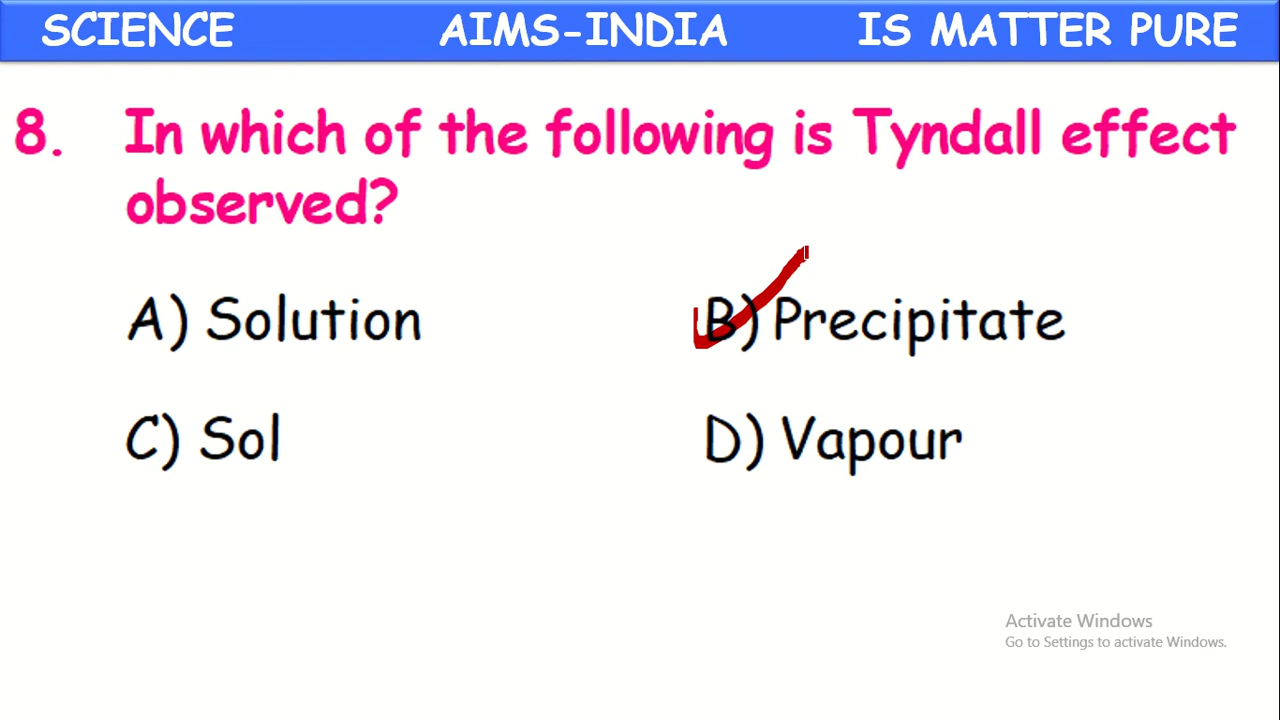 SCIENCE AIMS-INDIA IS MATTER PURE
8. In which of the following is Tyndall effect
observed?
A) Solution B) Precipitate
C) Sol D) Vapour
Activate Windows
Go to Settings to activate Windows.